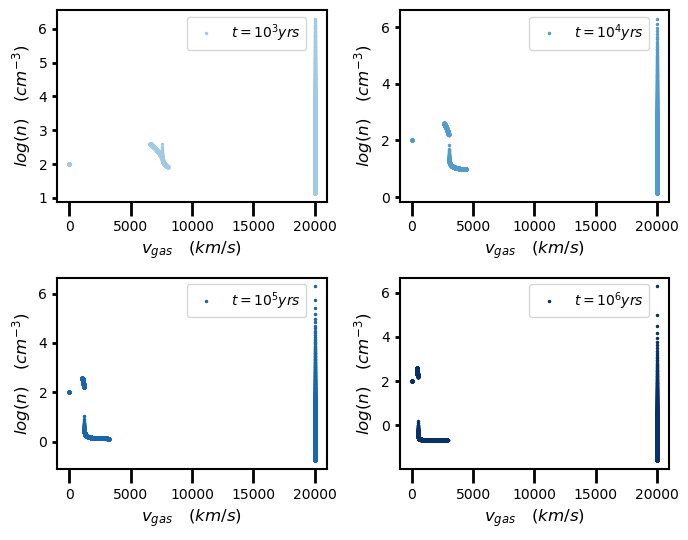 t = 10³yrs
6
5
4
3
2
1
log(n) (cm⁻³)
0 5000 10000 15000 20000
v_gas (km/s)
t = 10⁴yrs
6
4
2
0
log(n) (cm⁻³)
0 5000 10000 15000 20000
v_gas (km/s)
t = 10⁵yrs
6
4
2
0
log(n) (cm⁻³)
0 5000 10000 15000 20000
v_gas (km/s)
t = 10⁶yrs
6
4
2
0
log(n) (cm⁻³)
0 5000 10000 15000 20000
v_gas (km/s)